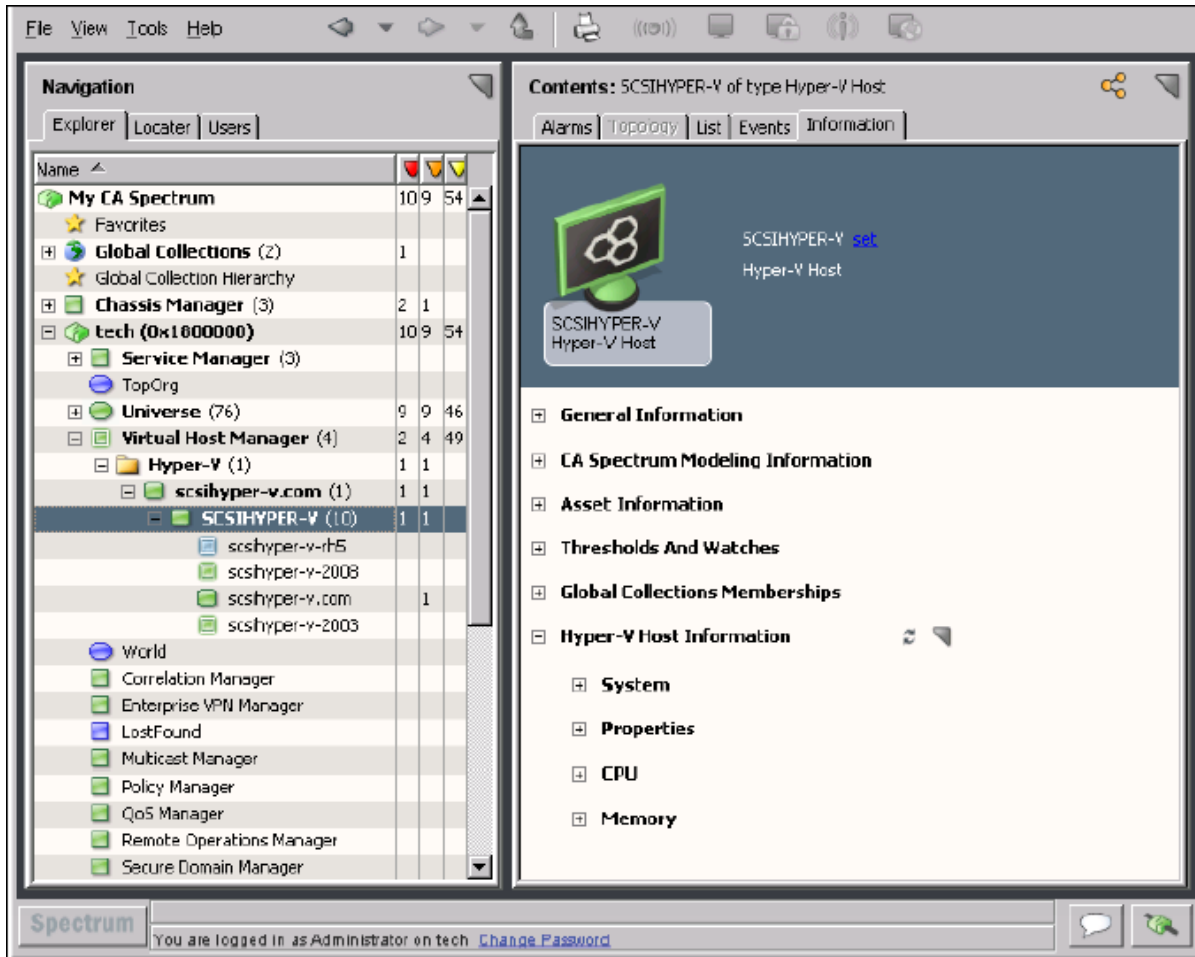 File View Tools Help
Navigation
Explorer Locater Users
Name
My CA Spectrum 10 9 54
Favorites
Global Collections (2) 1
Global Collection Hierarchy
Chassis Manager (3) 2 1
tech (0x1800000) 10 9 54
Service Manager (3)
TopOrg
Universe (76) 9 9 46
Virtual Host Manager (4) 2 4 49
Hyper-V (1) 1 1
scsihyper-v.com (1) 1 1
SCSIHYPER-V (10) 1 1
scsihyper-v-rh5
scsihyper-v-2008
scsihyper-v.com 1
scsihyper-v-2003
World
Correlation Manager
Enterprise VPN Manager
LostFound
Multicast Manager
Policy Manager
QoS Manager
Remote Operations Manager
Secure Domain Manager
Contents: SCSIHYPER-V of type Hyper-V Host
Alarms Topology List Events Information
SCSIHYPER-V set
Hyper-V Host
SCSIHYPER-V
Hyper-V Host
General Information
CA Spectrum Modeling Information
Asset Information
Thresholds And Watches
Global Collections Memberships
Hyper-V Host Information
System
Properties
CPU
Memory
Spectrum
You are logged in as Administrator on tech Change Password